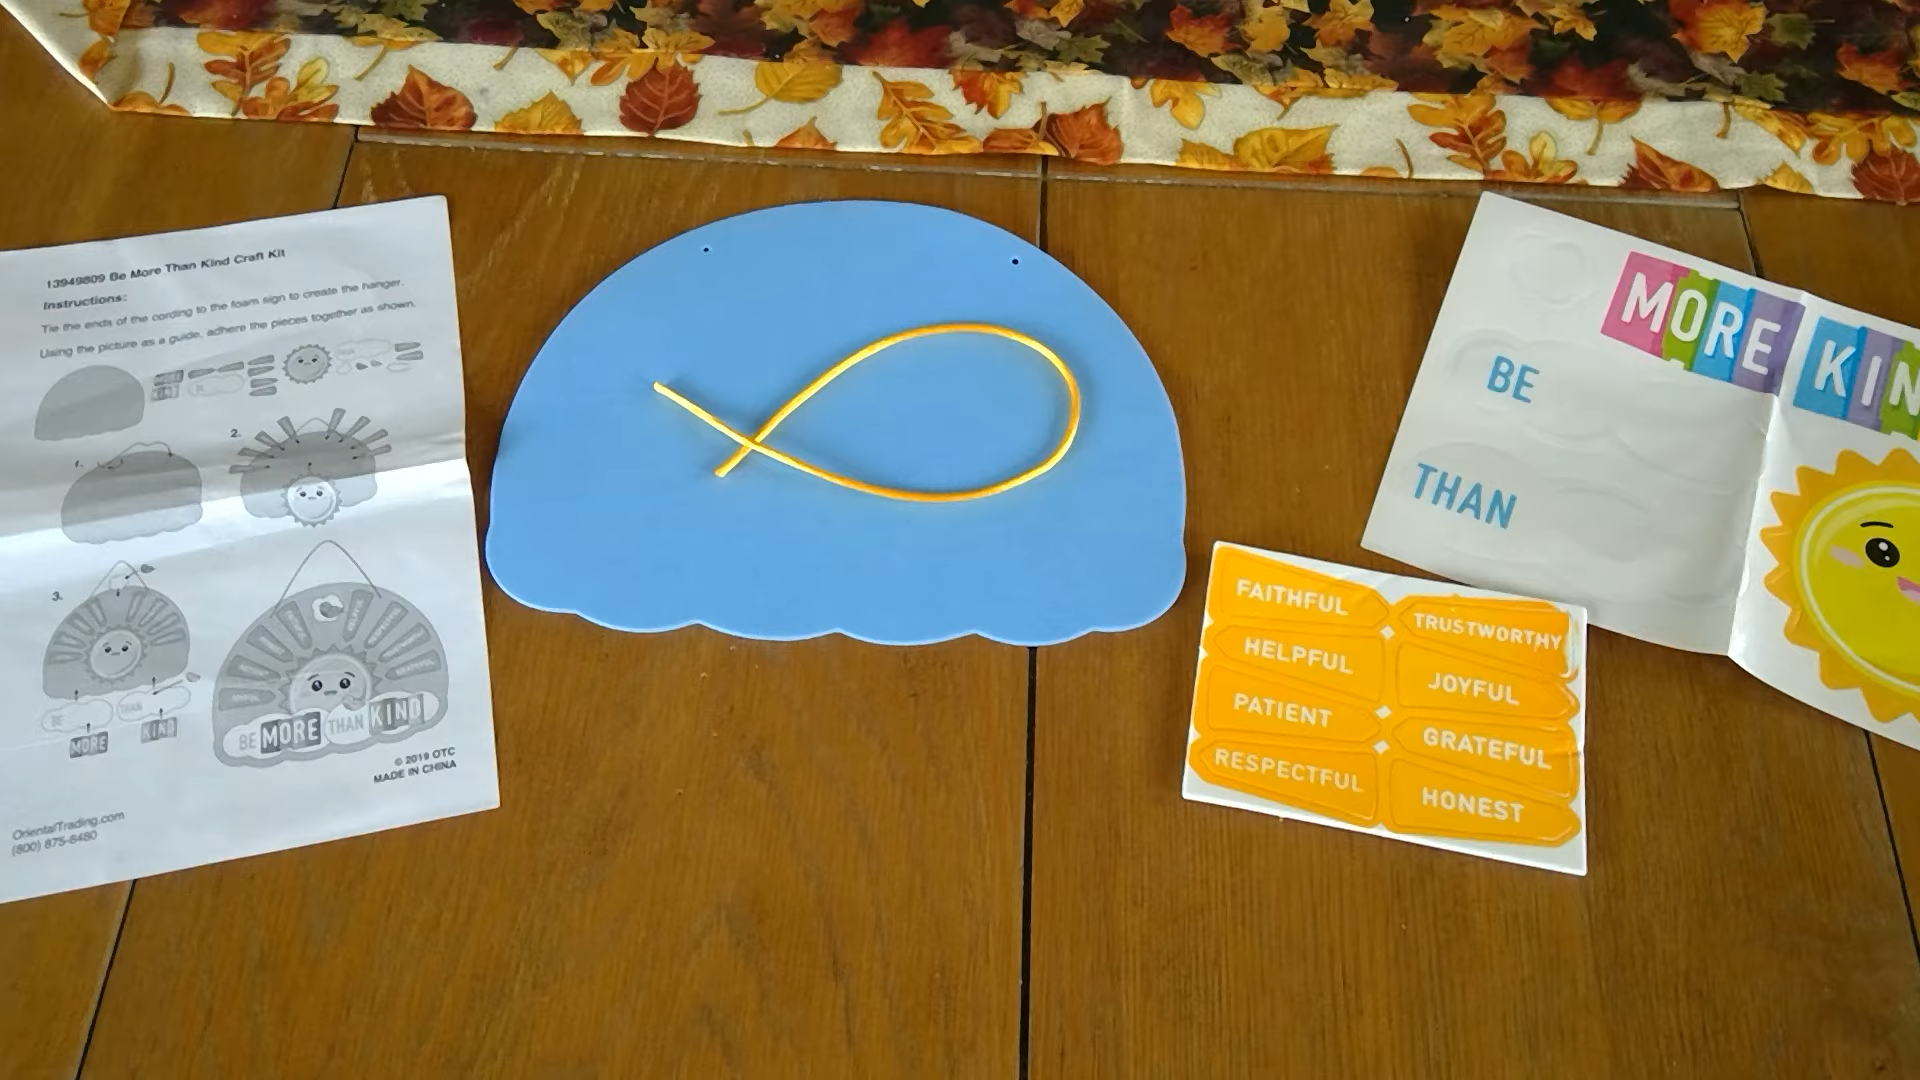 13949809 Be More Than Kind Craft Kit
Instructions:
Tie the ends of the cording to the foam sign to create the hanger.
Using the picture as a guide, adhere the pieces together as shown.
1.
2.
3.
BE
THAN
MORE
KIND
BE MORE THAN KIND
© 2019 OTC
MADE IN CHINA
OrientalTrading.com
(800) 875-8480
MORE KIN
BE
THAN
FAITHFUL
TRUSTWORTHY
HELPFUL
JOYFUL
PATIENT
GRATEFUL
RESPECTFUL
HONEST